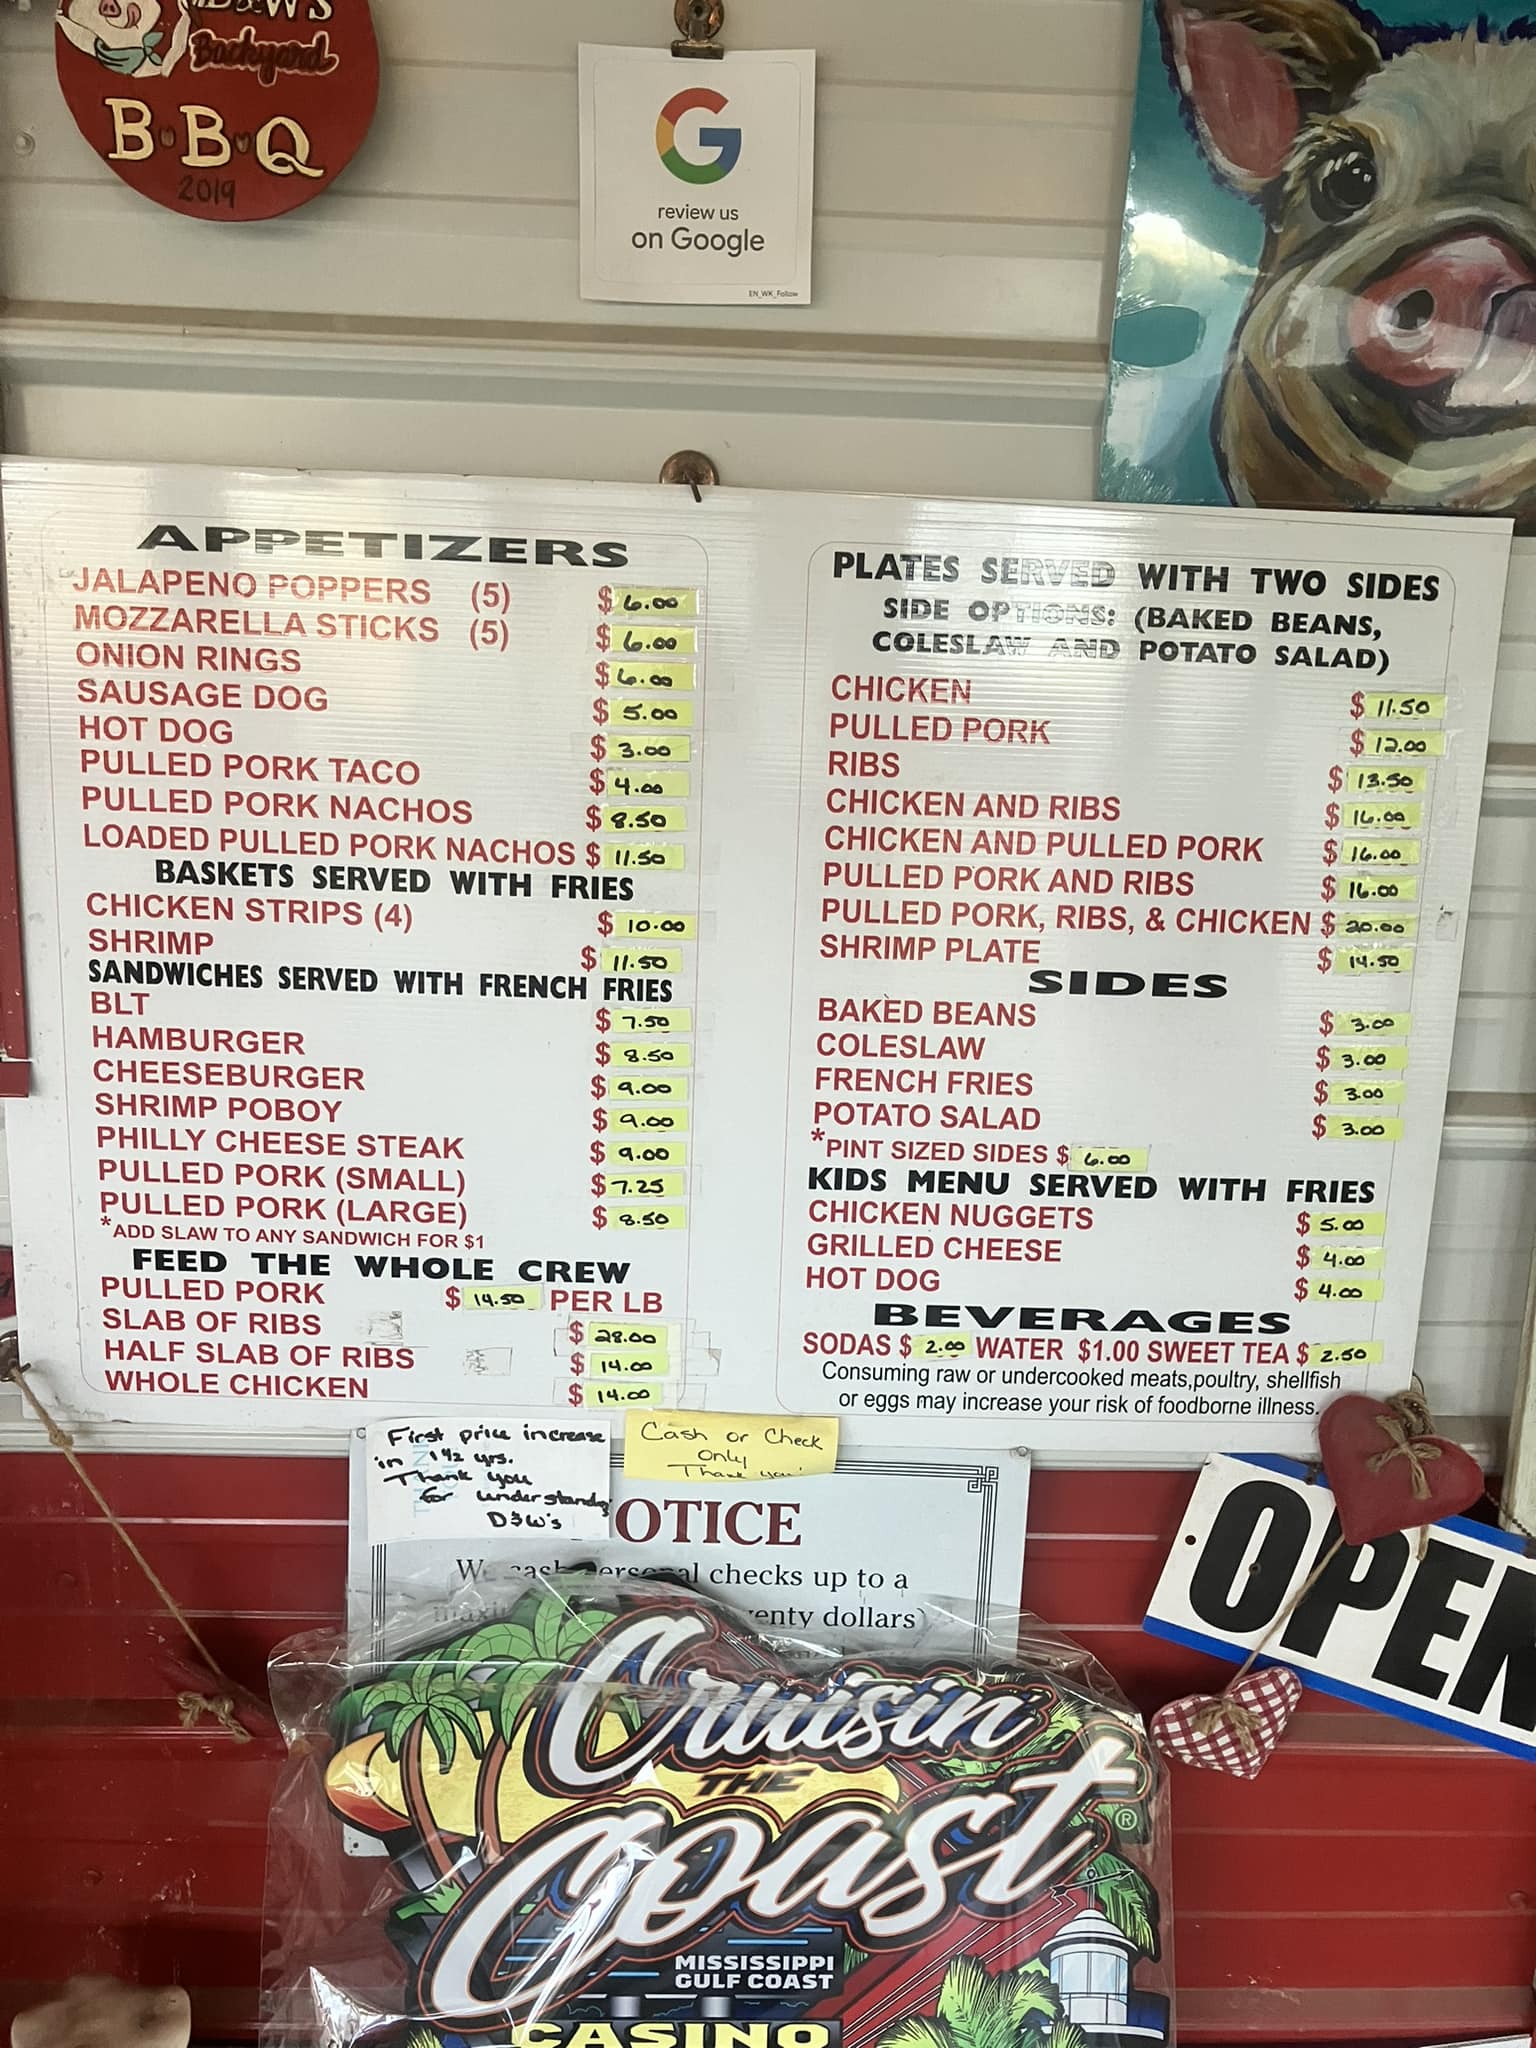 Backyard
B·B·Q
2019
review us
on Google
EN_WK_Follow
APPETIZERS
JALAPENO POPPERS (5) $ 6.00
MOZZARELLA STICKS (5) $ 6.00
ONION RINGS $ 6.00
SAUSAGE DOG $ 5.00
HOT DOG $ 3.00
PULLED PORK TACO $ 4.00
PULLED PORK NACHOS $ 8.50
LOADED PULLED PORK NACHOS $ 11.50
BASKETS SERVED WITH FRIES
CHICKEN STRIPS (4) $ 10.00
SHRIMP $ 11.50
SANDWICHES SERVED WITH FRENCH FRIES
BLT $ 7.50
HAMBURGER $ 8.50
CHEESEBURGER $ 9.00
SHRIMP POBOY $ 9.00
PHILLY CHEESE STEAK $ 9.00
PULLED PORK (SMALL) $ 7.25
PULLED PORK (LARGE) $ 8.50
*ADD SLAW TO ANY SANDWICH FOR $1
FEED THE WHOLE CREW
PULLED PORK $ 14.50 PER LB
SLAB OF RIBS $ 28.00
HALF SLAB OF RIBS $ 14.00
WHOLE CHICKEN $ 14.00
PLATES SERVED WITH TWO SIDES
SIDE OPTIONS: (BAKED BEANS,
COLESLAW AND POTATO SALAD)
CHICKEN $ 11.50
PULLED PORK $ 12.00
RIBS $ 13.50
CHICKEN AND RIBS $ 16.00
CHICKEN AND PULLED PORK $ 16.00
PULLED PORK AND RIBS $ 16.00
PULLED PORK, RIBS, & CHICKEN $ 20.00
SHRIMP PLATE $ 14.50
SIDES
BAKED BEANS $ 3.00
COLESLAW $ 3.00
FRENCH FRIES $ 3.00
POTATO SALAD $ 3.00
*PINT SIZED SIDES $ 6.00
KIDS MENU SERVED WITH FRIES
CHICKEN NUGGETS $ 5.00
GRILLED CHEESE $ 4.00
HOT DOG $ 4.00
BEVERAGES
SODAS $ 2.00 WATER $1.00 SWEET TEA $ 2.50
Consuming raw or undercooked meats,poultry, shellfish
or eggs may increase your risk of foodborne illness.
First price increase
in 1 1/2 yrs.
Thank you
for understanding
D&W's
Cash or Check
only
Thank you!
OTICE
We cash personal checks up to a
dollars)
OPEN
Cruisin'
THE
Coast
®
MISSISSIPPI
GULF COAST
CASINO